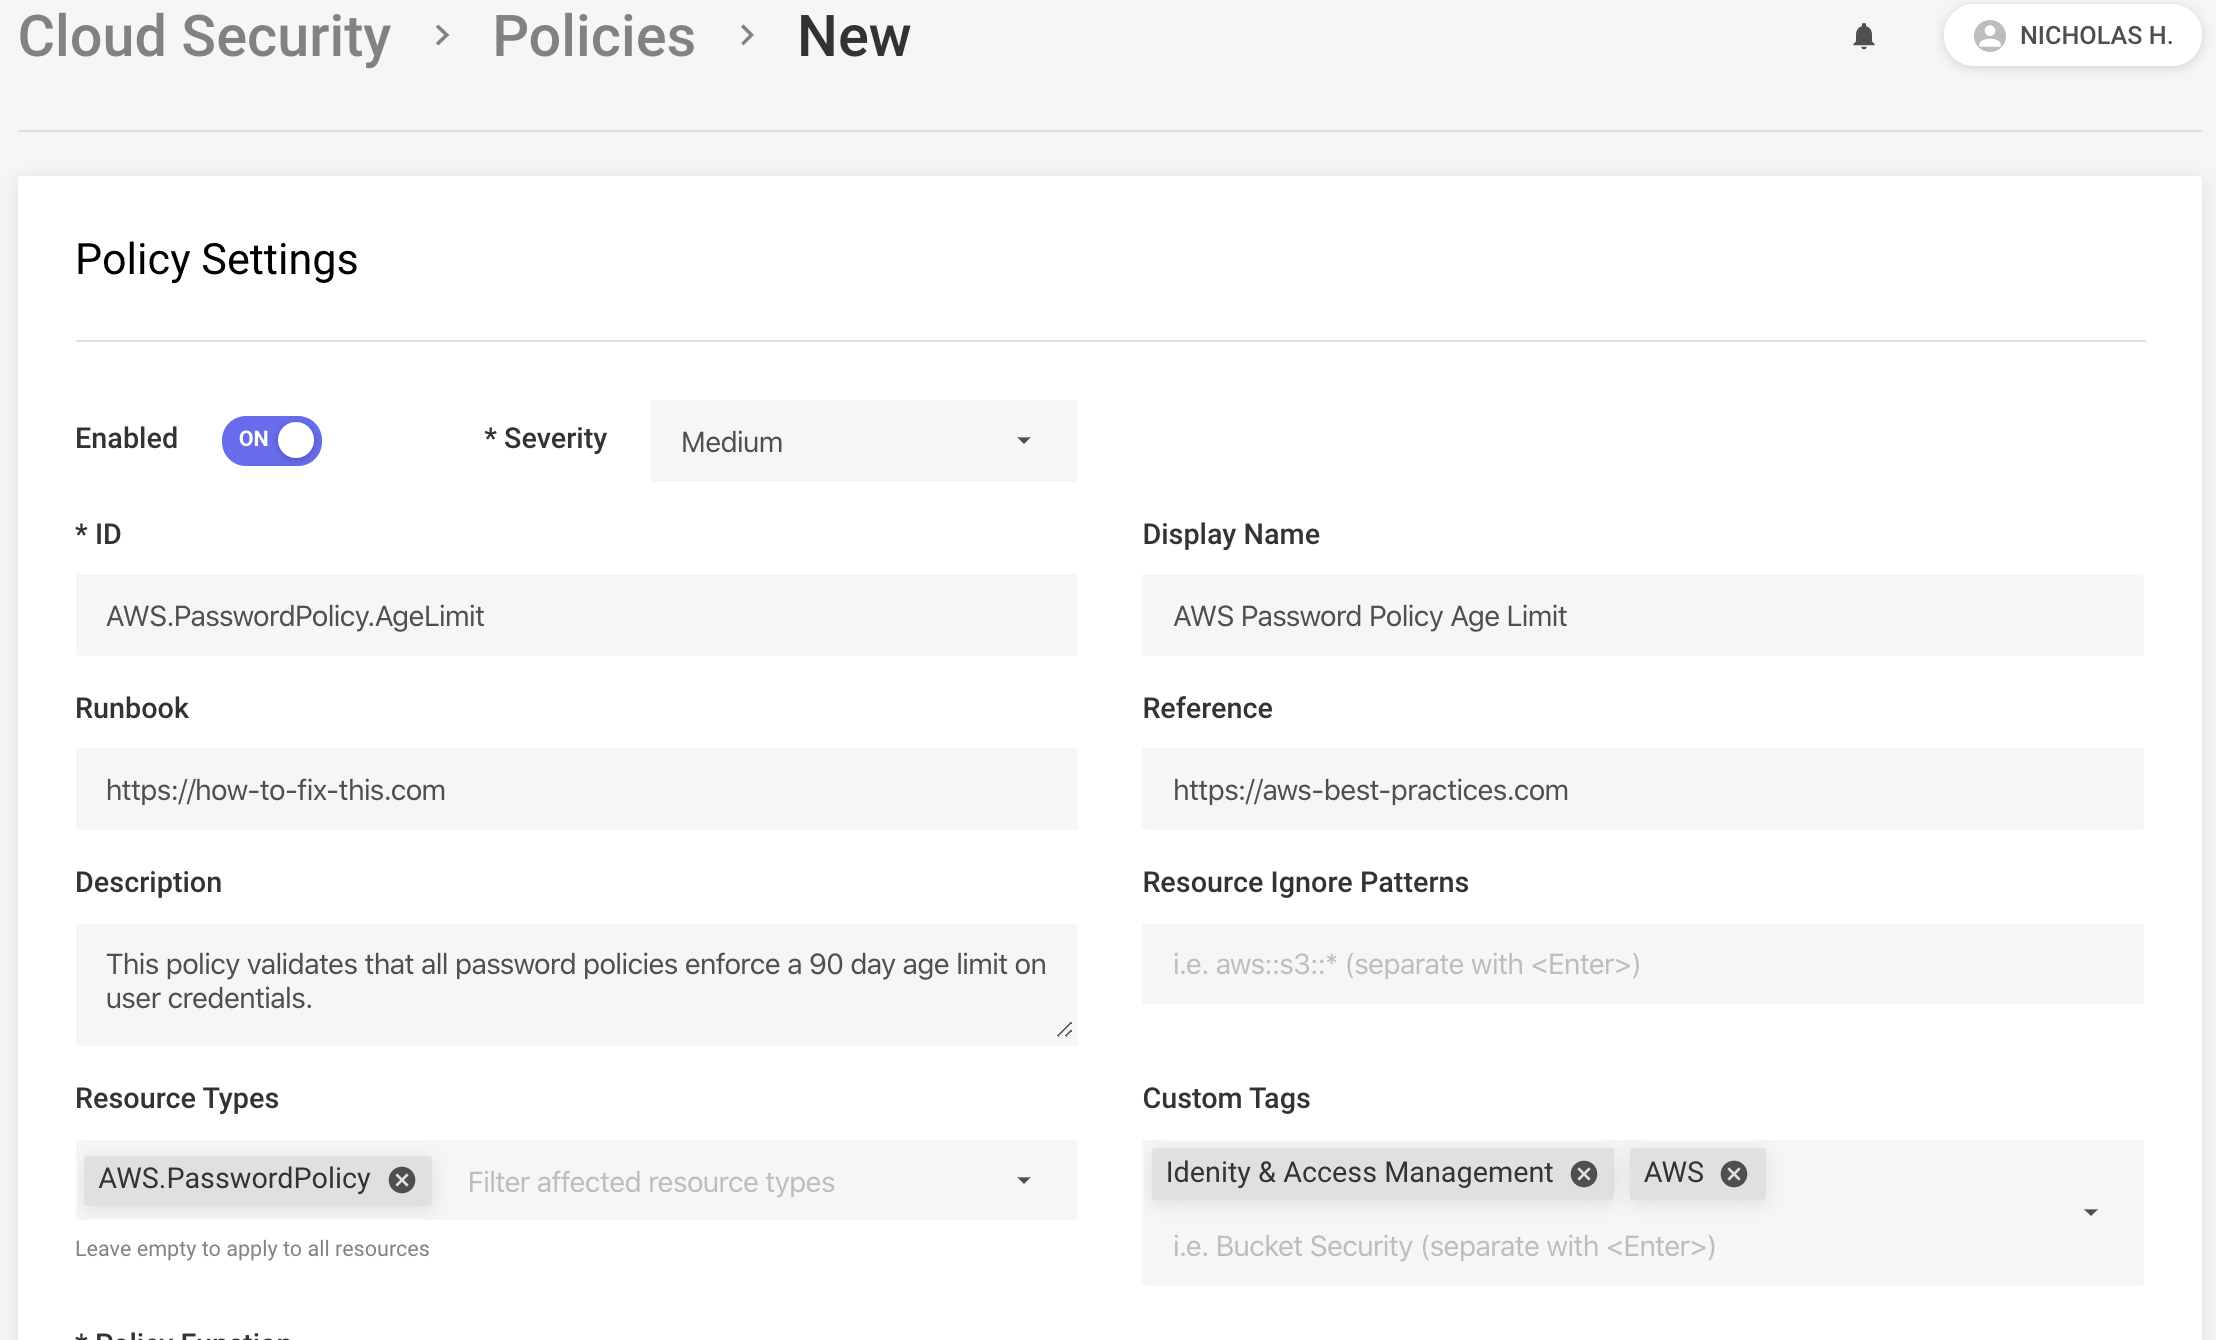 Cloud Security > Policies > New
NICHOLAS H.
Policy Settings
Enabled
ON
* Severity
Medium
* ID
Display Name
AWS.PasswordPolicy.AgeLimit
AWS Password Policy Age Limit
Runbook
Reference
https://how-to-fix-this.com
https://aws-best-practices.com
Description
Resource Ignore Patterns
This policy validates that all password policies enforce a 90 day age limit on
user credentials.
i.e. aws::s3::* (separate with <Enter>)
Resource Types
Custom Tags
AWS.PasswordPolicy
Filter affected resource types
Idenity & Access Management
AWS
i.e. Bucket Security (separate with <Enter>)
Leave empty to apply to all resources
* Policy Function